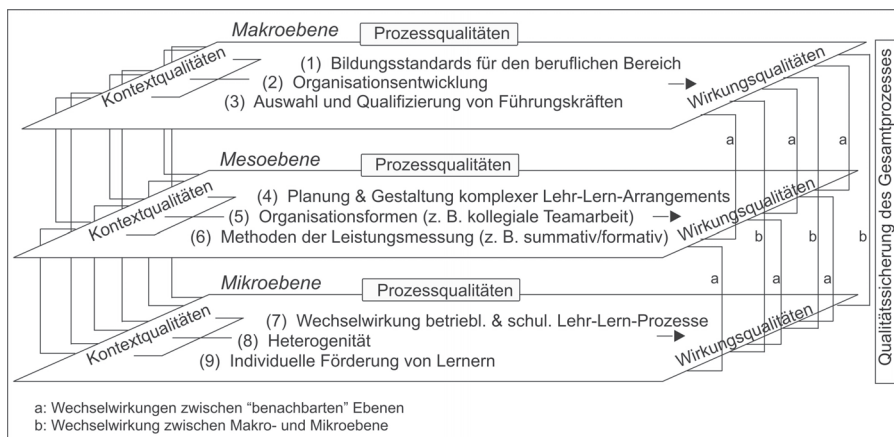 Makroebene
Prozessqualitäten
Kontextqualitäten
(1) Bildungsstandards für den beruflichen Bereich
(2) Organisationsentwicklung
(3) Auswahl und Qualifizierung von Führungskräften
Wirkungsqualitäten
a
a
a
a
Mesoebene
Prozessqualitäten
Kontextqualitäten
(4) Planung & Gestaltung komplexer Lehr-Lern-Arrangements
(5) Organisationsformen (z. B. kollegiale Teamarbeit)
(6) Methoden der Leistungsmessung (z. B. summativ/formativ)
Wirkungsqualitäten
b
b
b
b
a
a
a
a
Mikroebene
Prozessqualitäten
Kontextqualitäten
(7) Wechselwirkung betriebl. & schul. Lehr-Lern-Prozesse
(8) Heterogenität
(9) Individuelle Förderung von Lernern
Wirkungsqualitäten
Qualitätssicherung des Gesamtprozesses
a: Wechselwirkungen zwischen “benachbarten” Ebenen
b: Wechselwirkung zwischen Makro- und Mikroebene